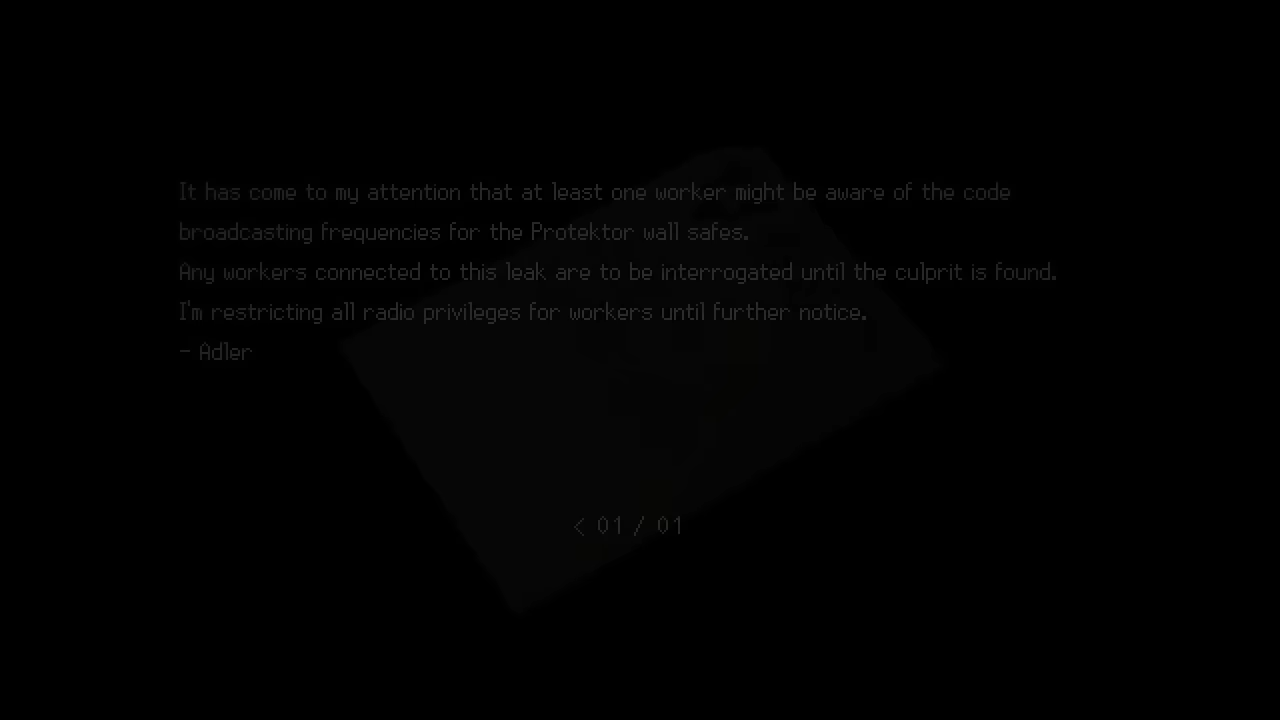 It has come to my attention that at least one worker might be aware of the code
broadcasting frequencies for the Protektor wall safes.
Any workers connected to this leak are to be interrogated until the culprit is found.
I'm restricting all radio privileges for workers until further notice.
- Adler
< 01 / 01